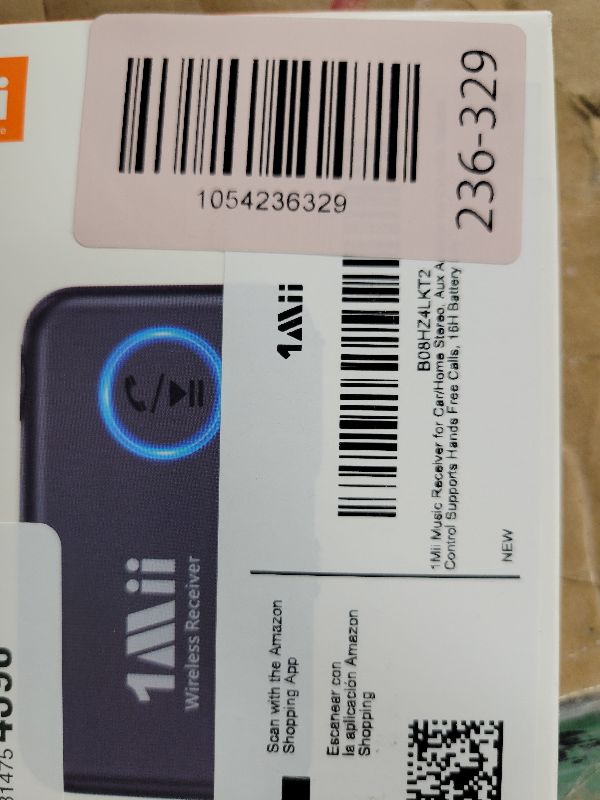 1054236329
236-329
1Mii
B08HZ4LKT2
1Mii Music Receiver for Car/Home Stereo, Aux
Control Supports Hands Free Calls, 16H Battery
NEW
1Mii
Wireless Receiver
Scan with the Amazon
Shopping App
Escanear con
la aplicación Amazon
Shopping